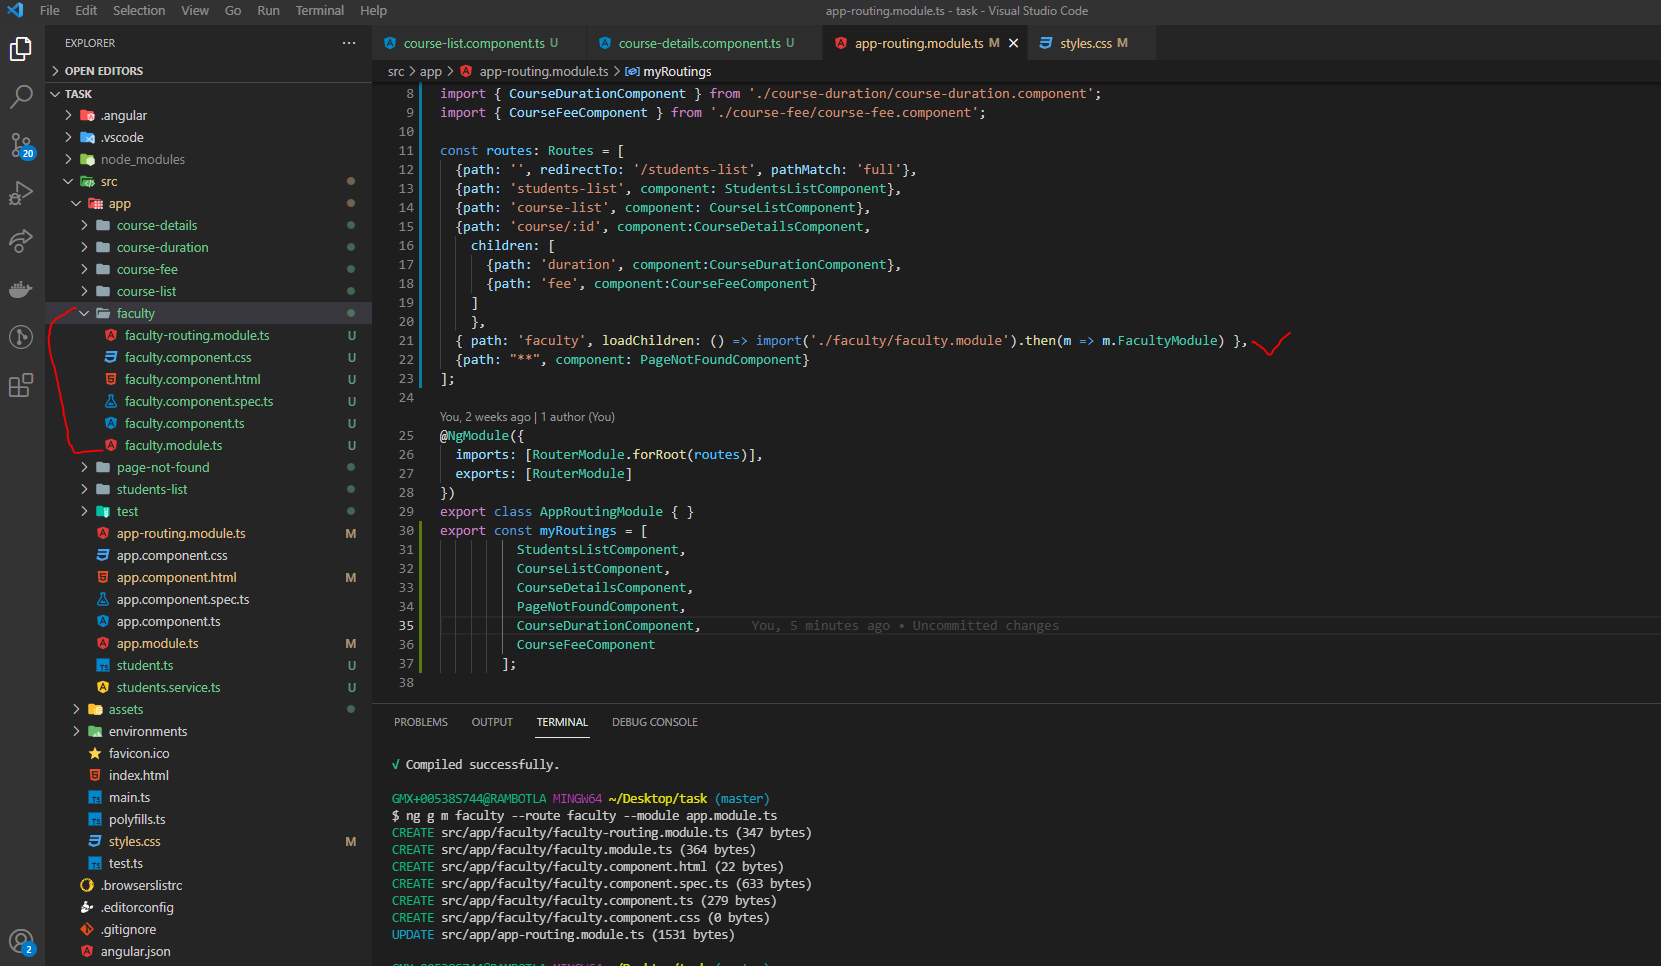 File Edit Selection View Go Run Terminal Help
app-routing.module.ts - task - Visual Studio Code
EXPLORER
OPEN EDITORS
TASK
.angular
.vscode
node_modules
src
app
course-details
course-duration
course-fee
course-list
faculty
faculty-routing.module.ts U
faculty.component.css U
faculty.component.html U
faculty.component.spec.ts U
faculty.component.ts U
faculty.module.ts U
page-not-found
students-list
test
app-routing.module.ts M
app.component.css
app.component.html M
app.component.spec.ts
app.component.ts
app.module.ts M
student.ts U
students.service.ts U
assets
environments
favicon.ico
index.html
main.ts
polyfills.ts
styles.css M
test.ts
.browserslistrc
.editorconfig
.gitignore
angular.json
20
2
course-list.component.ts U
course-details.component.ts U
app-routing.module.ts M
styles.css M
src > app > app-routing.module.ts > myRoutings
8 import { CourseDurationComponent } from './course-duration/course-duration.component';
9 import { CourseFeeComponent } from './course-fee/course-fee.component';
10
11 const routes: Routes = [
12 {path: '', redirectTo: '/students-list', pathMatch: 'full'},
13 {path: 'students-list', component: StudentsListComponent},
14 {path: 'course-list', component: CourseListComponent},
15 {path: 'course/:id', component:CourseDetailsComponent,
16 children: [
17 {path: 'duration', component:CourseDurationComponent},
18 {path: 'fee', component:CourseFeeComponent}
19 ]
20 },
21 { path: 'faculty', loadChildren: () => import('./faculty/faculty.module').then(m => m.FacultyModule) },
22 {path: "**", component: PageNotFoundComponent}
23 ];
24
You, 2 weeks ago | 1 author (You)
25 @NgModule({
26 imports: [RouterModule.forRoot(routes)],
27 exports: [RouterModule]
28 })
29 export class AppRoutingModule { }
30 export const myRoutings = [
31 StudentsListComponent,
32 CourseListComponent,
33 CourseDetailsComponent,
34 PageNotFoundComponent,
35 CourseDurationComponent, You, 5 minutes ago • Uncommitted changes
36 CourseFeeComponent
37 ];
38
PROBLEMS OUTPUT TERMINAL DEBUG CONSOLE
√ Compiled successfully.
GMX+005385744@RAMBOTLA MINGW64 ~/Desktop/task (master)
$ ng g m faculty --route faculty --module app.module.ts
CREATE src/app/faculty/faculty-routing.module.ts (347 bytes)
CREATE src/app/faculty/faculty.module.ts (364 bytes)
CREATE src/app/faculty/faculty.component.html (22 bytes)
CREATE src/app/faculty/faculty.component.spec.ts (633 bytes)
CREATE src/app/faculty/faculty.component.ts (279 bytes)
CREATE src/app/faculty/faculty.component.css (0 bytes)
UPDATE src/app/app-routing.module.ts (1531 bytes)